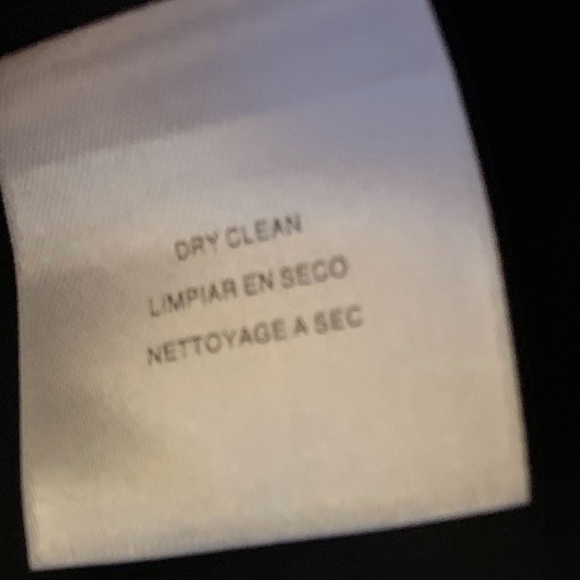 DRY CLEAN
LIMPIAR EN SECO
NETTOYAGE A SEC